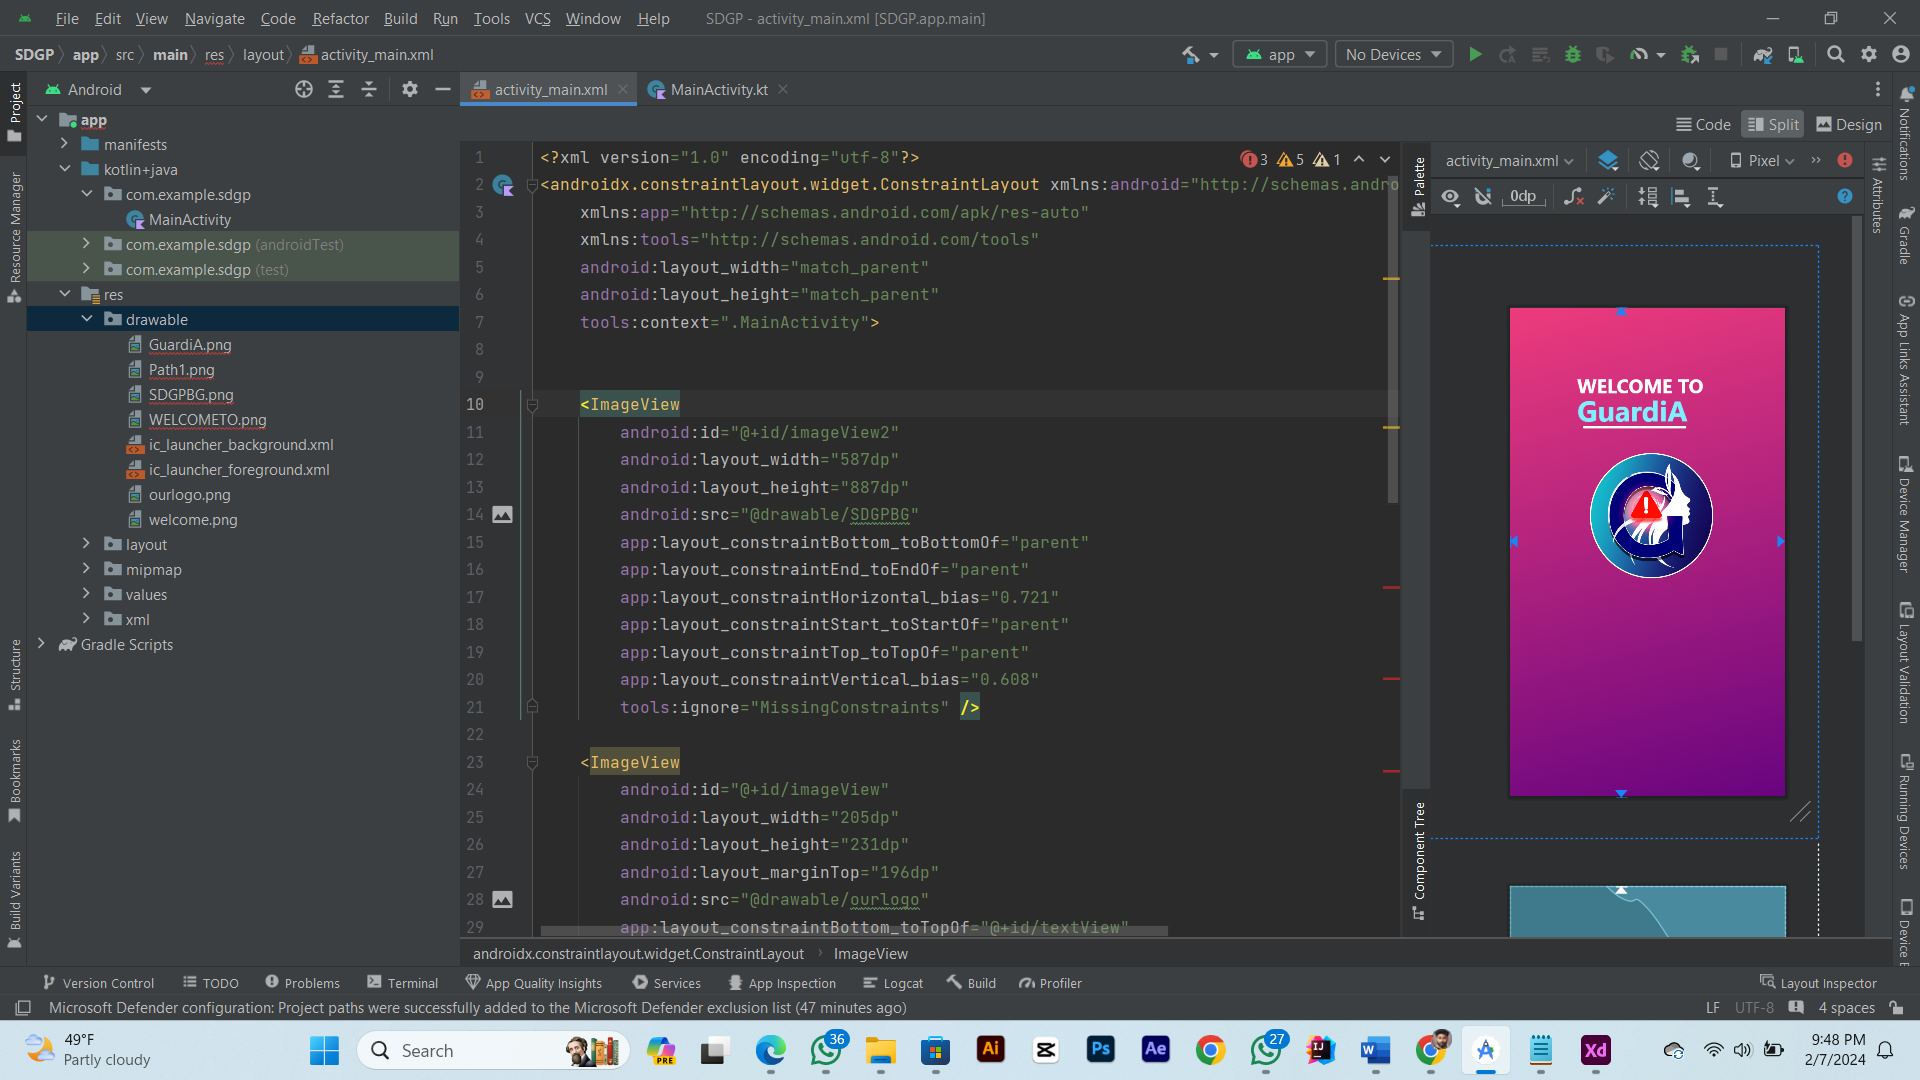 File Edit View Navigate Code Refactor Build Run Tools VCS Window Help SDGP - activity_main.xml [SDGP.app.main]
SDGP app src main res layout activity_main.xml
app No Devices
Project
Android
activity_main.xml
MainActivity.kt
Code Split Design
app
manifests
kotlin+java
com.example.sdgp
MainActivity
com.example.sdgp (androidTest)
com.example.sdgp (test)
res
drawable
GuardiA.png
Path1.png
SDGPBG.png
WELCOMETO.png
ic_launcher_background.xml
ic_launcher_foreground.xml
ourlogo.png
welcome.png
layout
mipmap
values
xml
Gradle Scripts
Resource Manager
Structure
Bookmarks
Build Variants
3 5 1
1 <?xml version="1.0" encoding="utf-8"?>
2 <androidx.constraintlayout.widget.ConstraintLayout xmlns:android="http://schemas.andro
3 xmlns:app="http://schemas.android.com/apk/res-auto"
4 xmlns:tools="http://schemas.android.com/tools"
5 android:layout_width="match_parent"
6 android:layout_height="match_parent"
7 tools:context=".MainActivity">
8
9
10 <ImageView
11 android:id="@+id/imageView2"
12 android:layout_width="587dp"
13 android:layout_height="887dp"
14 android:src="@drawable/SDGPBG"
15 app:layout_constraintBottom_toBottomOf="parent"
16 app:layout_constraintEnd_toEndOf="parent"
17 app:layout_constraintHorizontal_bias="0.721"
18 app:layout_constraintStart_toStartOf="parent"
19 app:layout_constraintTop_toTopOf="parent"
20 app:layout_constraintVertical_bias="0.608"
21 tools:ignore="MissingConstraints" />
22
23 <ImageView
24 android:id="@+id/imageView"
25 android:layout_width="205dp"
26 android:layout_height="231dp"
27 android:layout_marginTop="196dp"
28 android:src="@drawable/ourlogo"
29 app:layout_constraintBottom_toTopOf="@+id/textView"
androidx.constraintlayout.widget.ConstraintLayout ImageView
Palette
Component Tree
activity_main.xml Pixel
0dp
WELCOME TO
GuardiA
Attributes
Notifications
Gradle
App Links Assistant
Device Manager
Layout Validation
Running Devices
Device E
Version Control TODO Problems Terminal App Quality Insights Services App Inspection Logcat Build Profiler Layout Inspector
Microsoft Defender configuration: Project paths were successfully added to the Microsoft Defender exclusion list (47 minutes ago)
LF UTF-8 4 spaces
49°F
Partly cloudy
Search
PRE
36
Ai
Ps
Ae
27
IJ
W
Xd
9:48 PM
2/7/2024